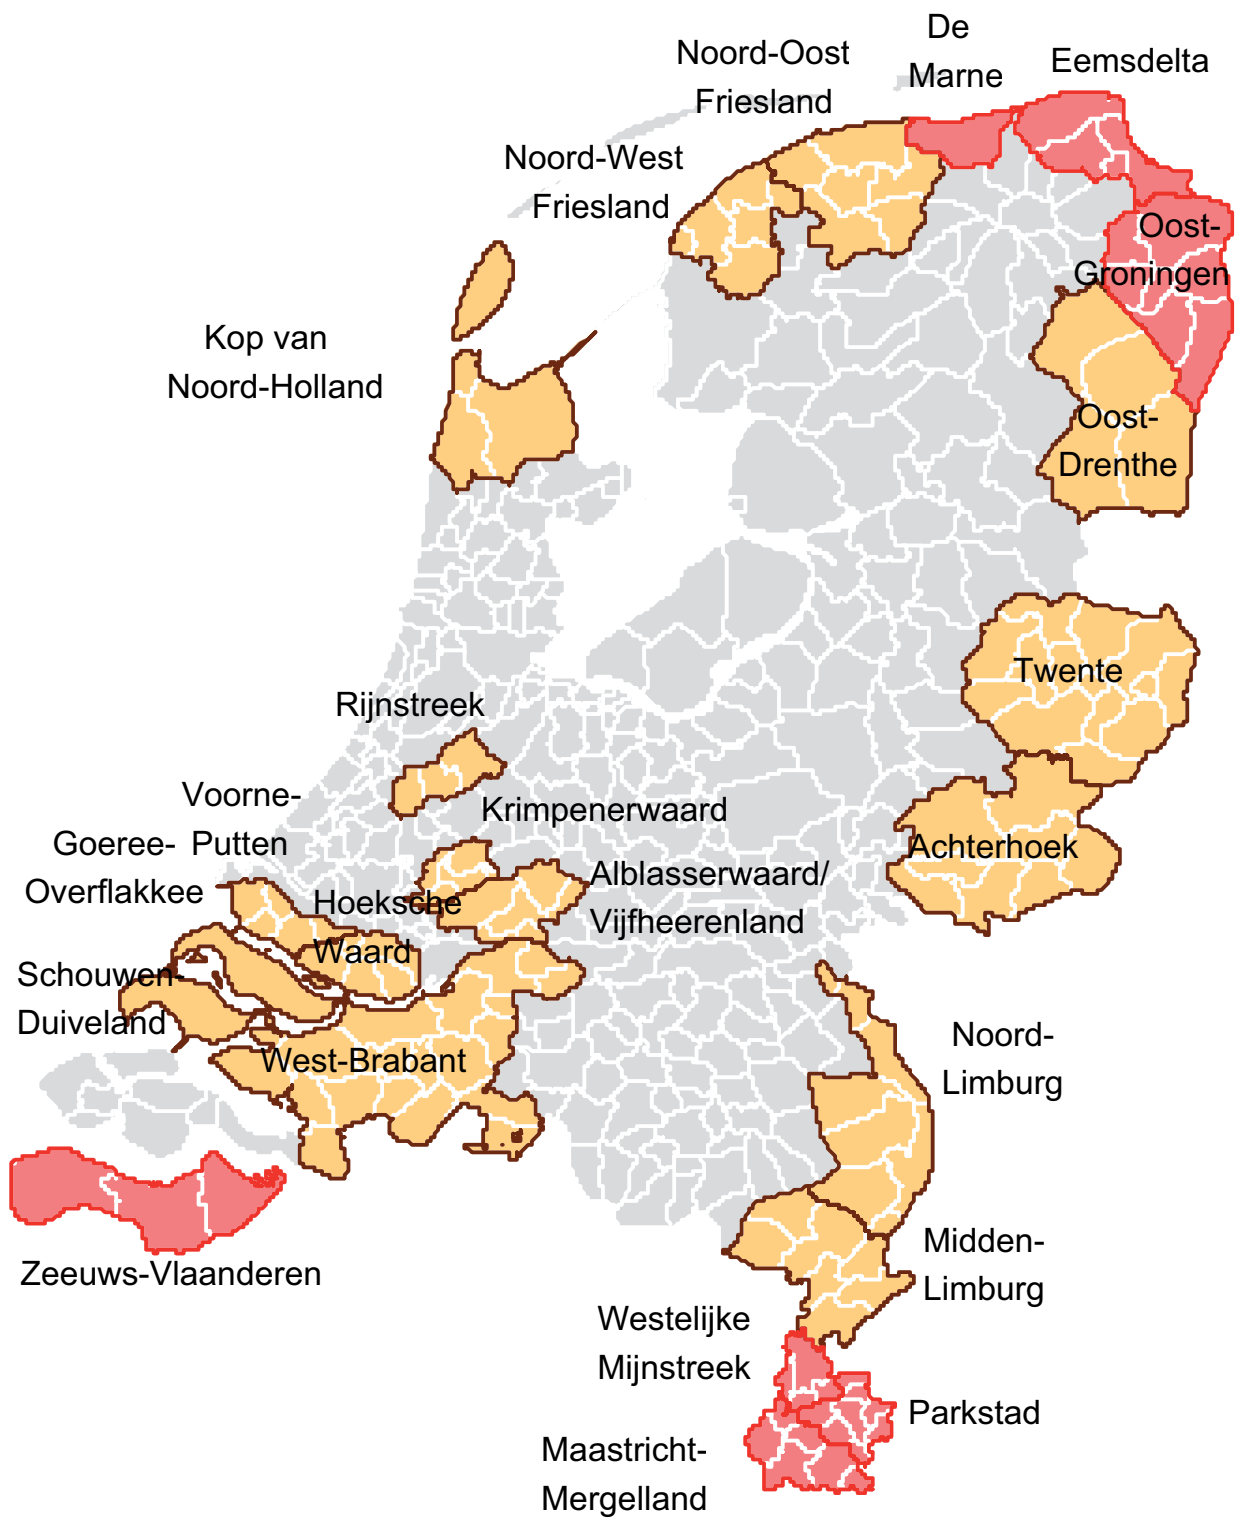 De
Marne
Noord-Oost
Friesland
Eemsdelta
Noord-West
Friesland
Oost-
Groningen
Kop van
Noord-Holland
Oost-
Drenthe
Twente
Rijnstreek
Voorne-
Putten
Krimpenerwaard
Goeree-
Overflakkee
Achterhoek
Alblasserwaard/
Vijfheerenland
Hoeksche
Waard
Schouwen-
Duiveland
West-Brabant
Noord-
Limburg
Zeeuws-Vlaanderen
Midden-
Limburg
Westelijke
Mijnstreek
Parkstad
Maastricht-
Mergelland